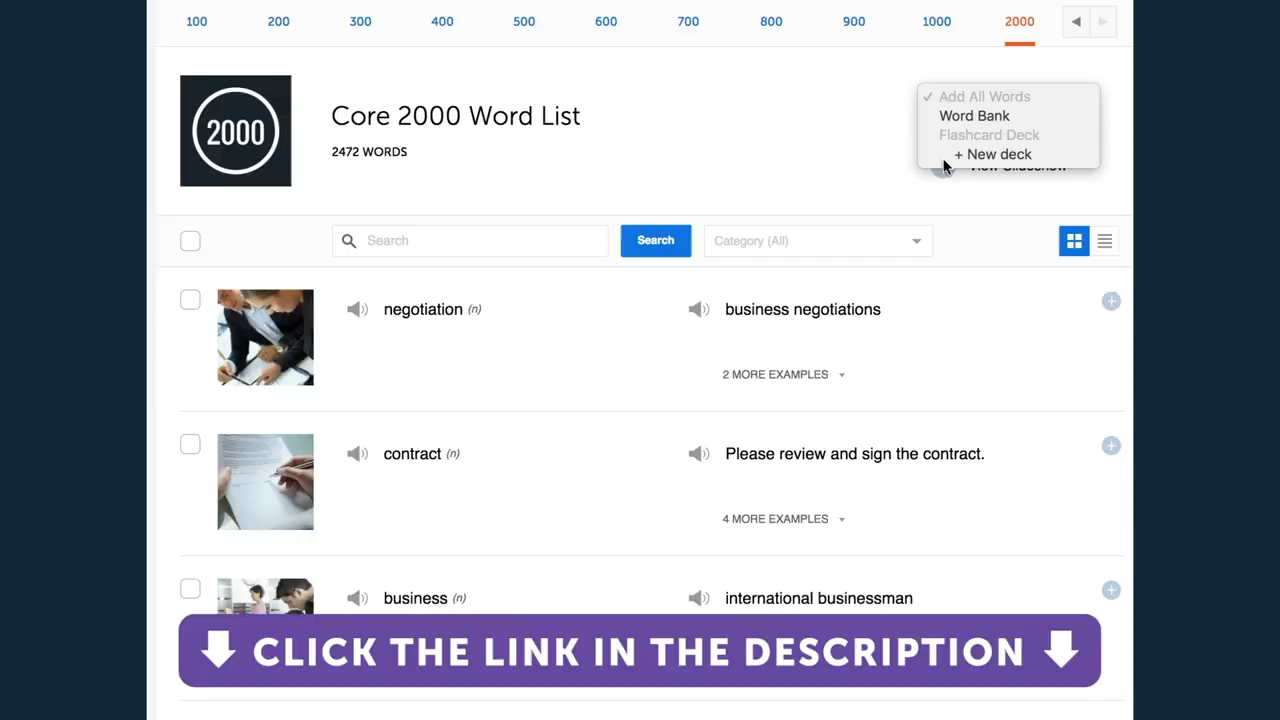 100 200 300 400 500 600 700 800 900 1000 2000
2000
Core 2000 Word List
2472 WORDS
✓ Add All Words
Word Bank
Flashcard Deck
+ New deck
View Slideshow
Search
Search
Category (All)
negotiation (n)
business negotiations
2 MORE EXAMPLES
contract (n)
Please review and sign the contract.
4 MORE EXAMPLES
business (n)
international businessman
CLICK THE LINK IN THE DESCRIPTION